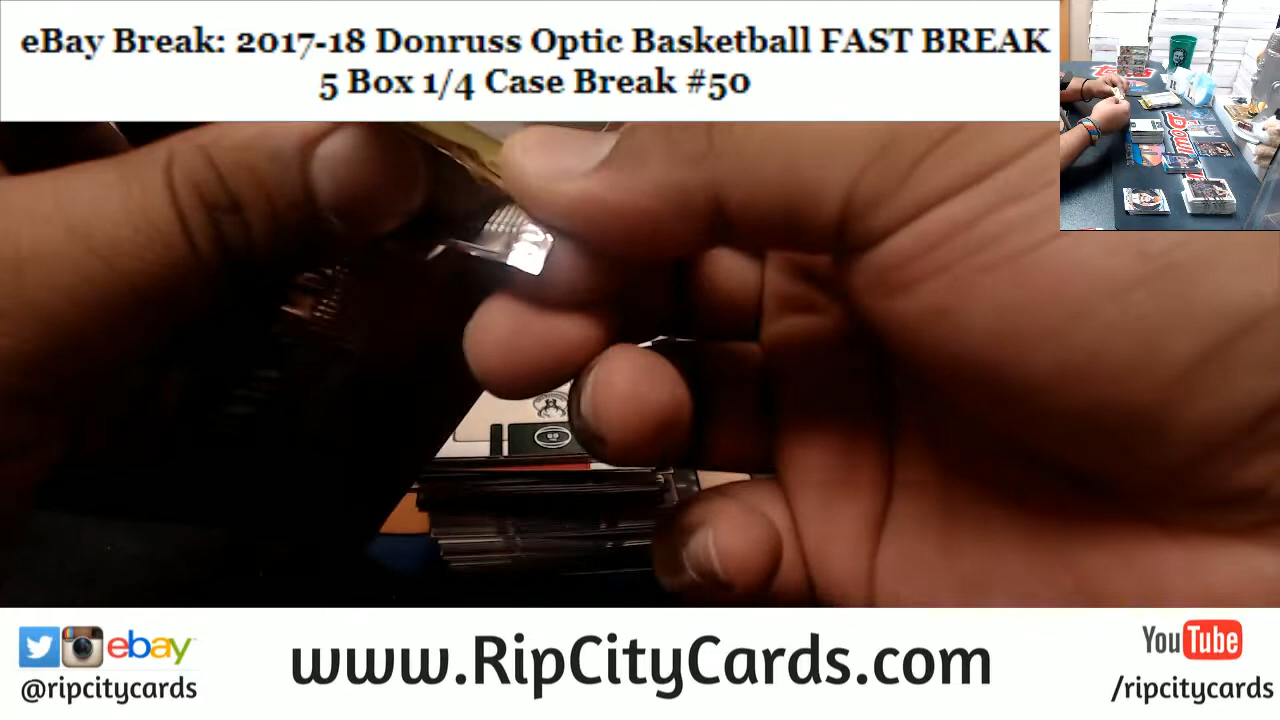 eBay Break: 2017-18 Donruss Optic Basketball FAST BREAK
5 Box 1/4 Case Break #50
ebay
@ripcitycards
www.RipCityCards.com
YouTube
/ripcitycards